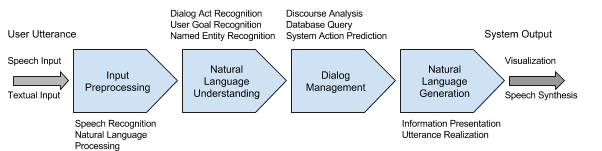 Dialog Act Recognition
User Goal Recognition
Named Entity Recognition
Discourse Analysis
Database Query
System Action Prediction
User Utterance
System Output
Speech Input
Textual Input
Input
Preprocessing
Natural
Language
Understanding
Dialog
Management
Natural
Language
Generation
Visualization
Speech Synthesis
Speech Recognition
Natural Language
Processing
Information Presentation
Utterance Realization